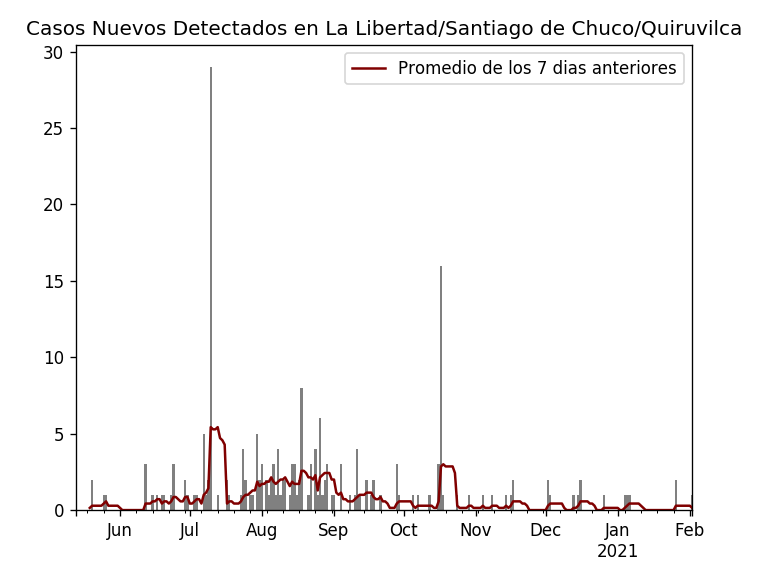 Casos Nuevos Detectados en La Libertad/Santiago de Chuco/Quiruvilca
Promedio de los 7 dias anteriores
30
25
20
15
10
5
0
Jun Jul Aug Sep Oct Nov Dec Jan Feb
2021